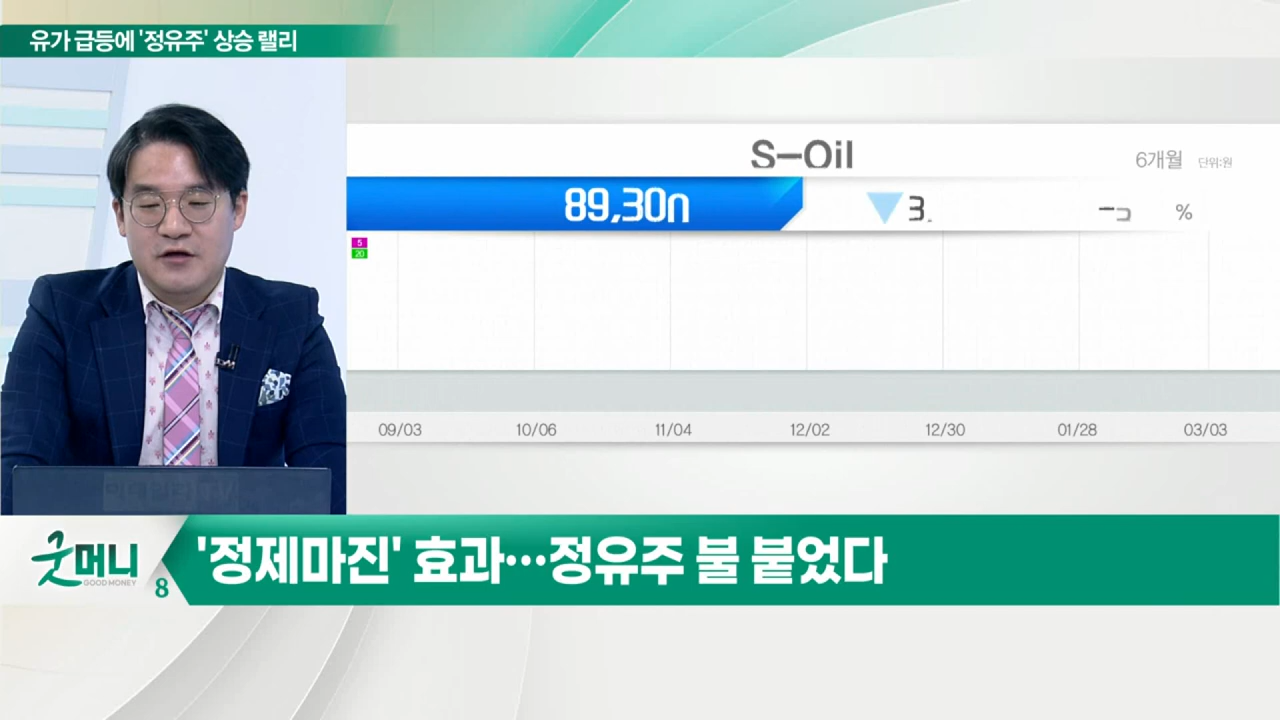 유가 급등에 '정유주' 상승 랠리
S-Oil
6개월 단위:원
▼3.
%
5
20
09/03 10/06 11/04 12/02 12/30 01/28 03/03
굿머니
GOOD MONEY
8
'정제마진' 효과…정유주 불 붙었다